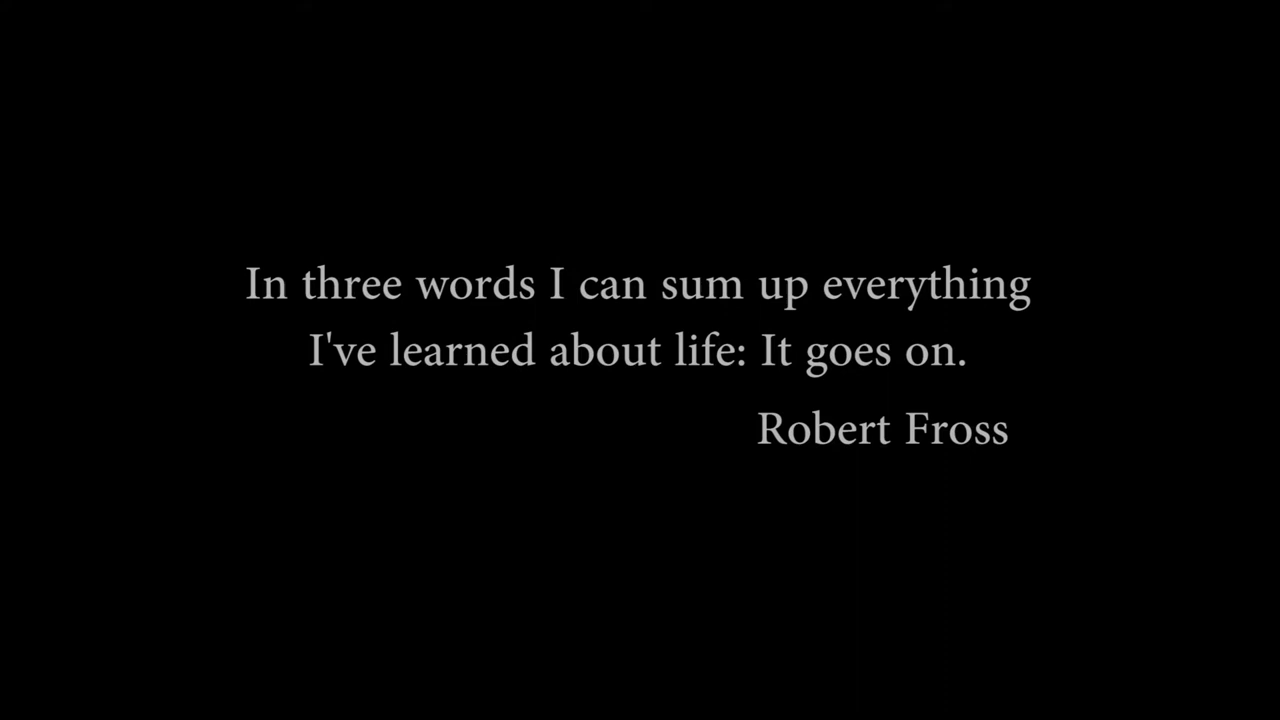 In three words I can sum up everything
I've learned about life: It goes on.
Robert Fross